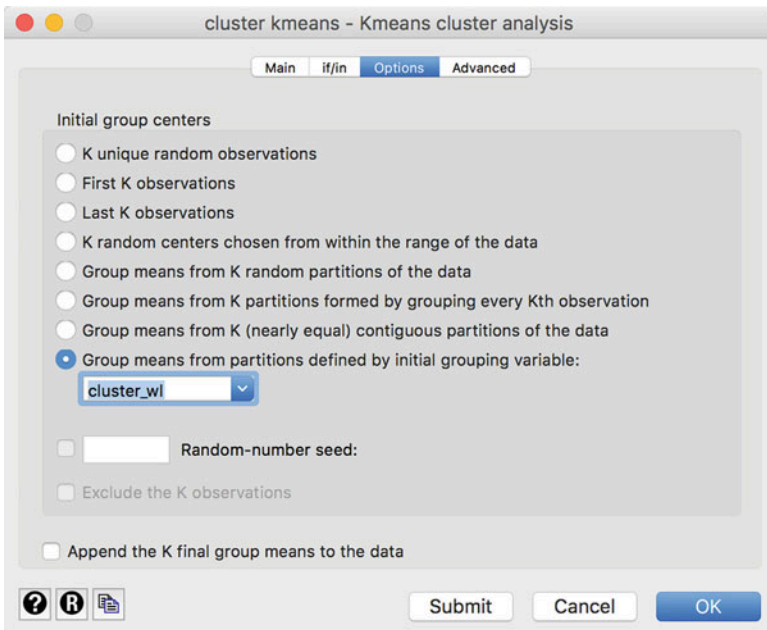 cluster kmeans - Kmeans cluster analysis
Main if/in Options Advanced
Initial group centers
K unique random observations
First K observations
Last K observations
K random centers chosen from within the range of the data
Group means from K random partitions of the data
Group means from K partitions formed by grouping every Kth observation
Group means from K (nearly equal) contiguous partitions of the data
Group means from partitions defined by initial grouping variable:
cluster_wl
Random-number seed:
Exclude the K observations
Append the K final group means to the data
? R Submit Cancel OK